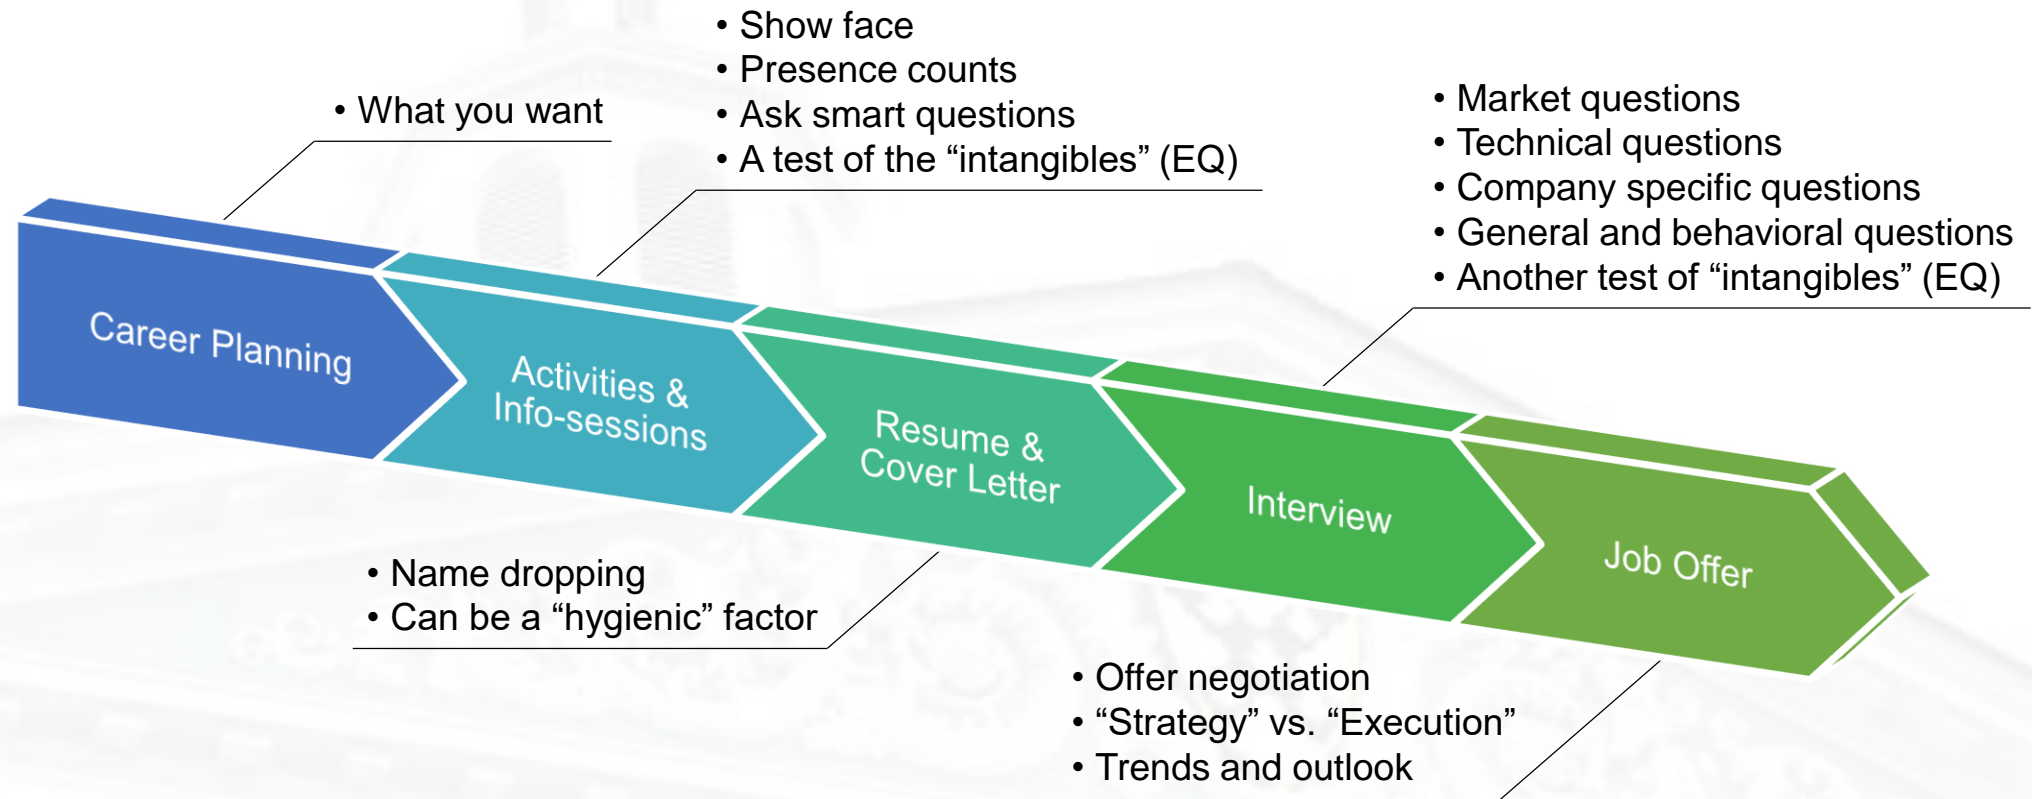 • Show face
• Presence counts
• Ask smart questions
• A test of the “intangibles” (EQ)
• What you want
• Market questions
• Technical questions
• Company specific questions
• General and behavioral questions
• Another test of “intangibles” (EQ)
Career Planning
Activities &
Info-sessions
Resume &
Cover Letter
Interview
Job Offer
• Name dropping
• Can be a “hygienic” factor
• Offer negotiation
• “Strategy” vs. “Execution”
• Trends and outlook